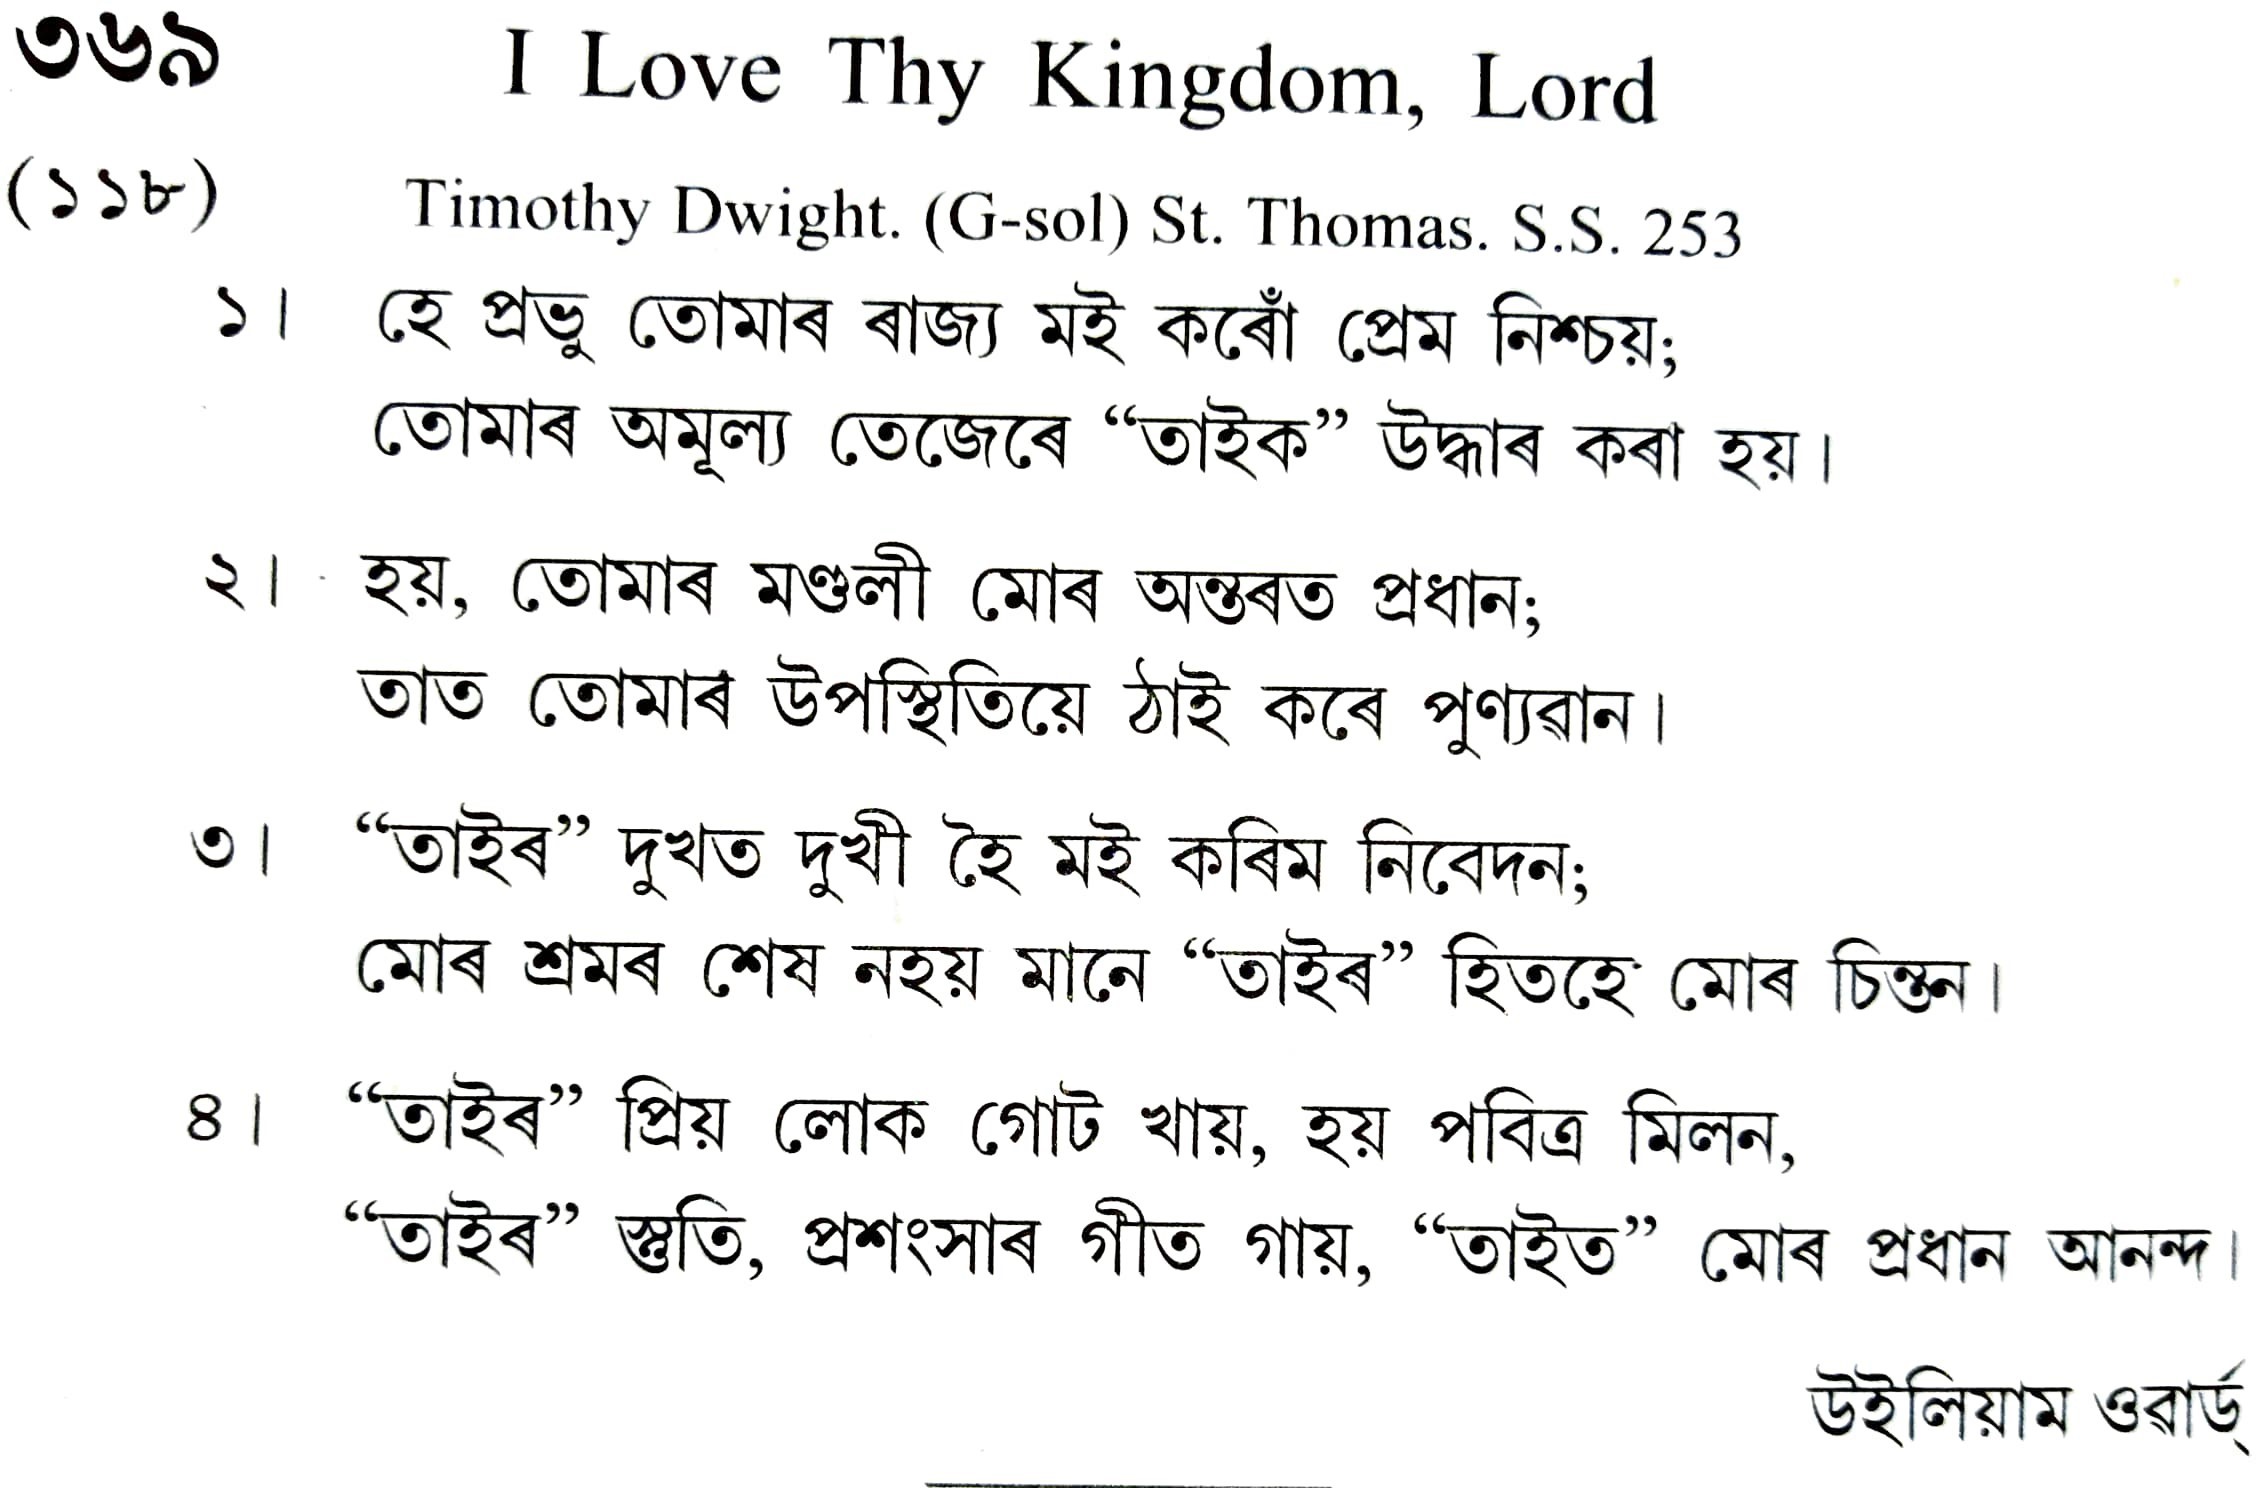 ৩৬৯ I Love Thy Kingdom, Lord
(১১৮) Timothy Dwight. (G-sol) St. Thomas. S.S. 253
১। হে প্ৰভু তোমাৰ ৰাজ্য মই কৰোঁ প্ৰেম নিশ্চয়;
তোমাৰ অমূল্য তেজেৰে “তাইক” উদ্ধাৰ কৰা হয়।
২। হয়, তোমাৰ মণ্ডলী মোৰ অন্তৰত প্ৰধান;
তাত তোমাৰ উপস্থিতিয়ে ঠাই কৰে পুণ্যৱান।
৩। “তাইৰ” দুখত দুখী হৈ মই কৰিম নিবেদন;
মোৰ শ্ৰমৰ শেষ নহয় মানে “তাইৰ” হিতহে মোৰ চিন্তন।
৪। “তাইৰ” প্ৰিয় লোক গোট খায়, হয় পবিত্ৰ মিলন,
“তাইৰ” স্তুতি, প্ৰশংসাৰ গীত গায়, “তাইত” মোৰ প্ৰধান আনন্দ।
উইলিয়াম ওৱাৰ্ড্